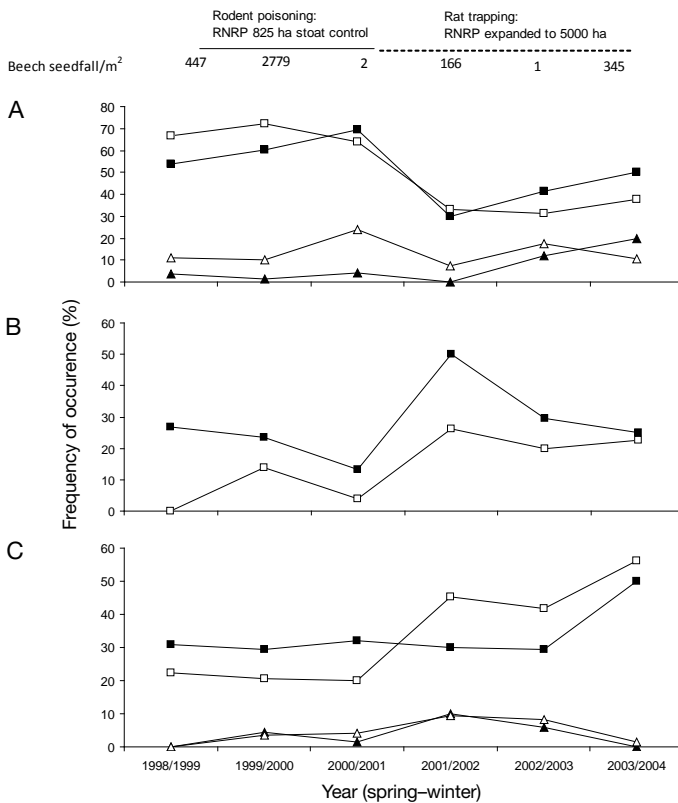 Rodent poisoning:
RNRP 825 ha stoat control
Rat trapping:
RNRP expanded to 5000 ha
Beech seedfall/m²
447 2779 2 166 1 345
A
80
70
60
50
40
30
20
10
0
B
60
50
40
30
20
10
0
C
60
50
40
30
20
10
0
Frequency of occurence (%)
1998/1999 1999/2000 2000/2001 2001/2002 2002/2003 2003/2004
Year (spring–winter)